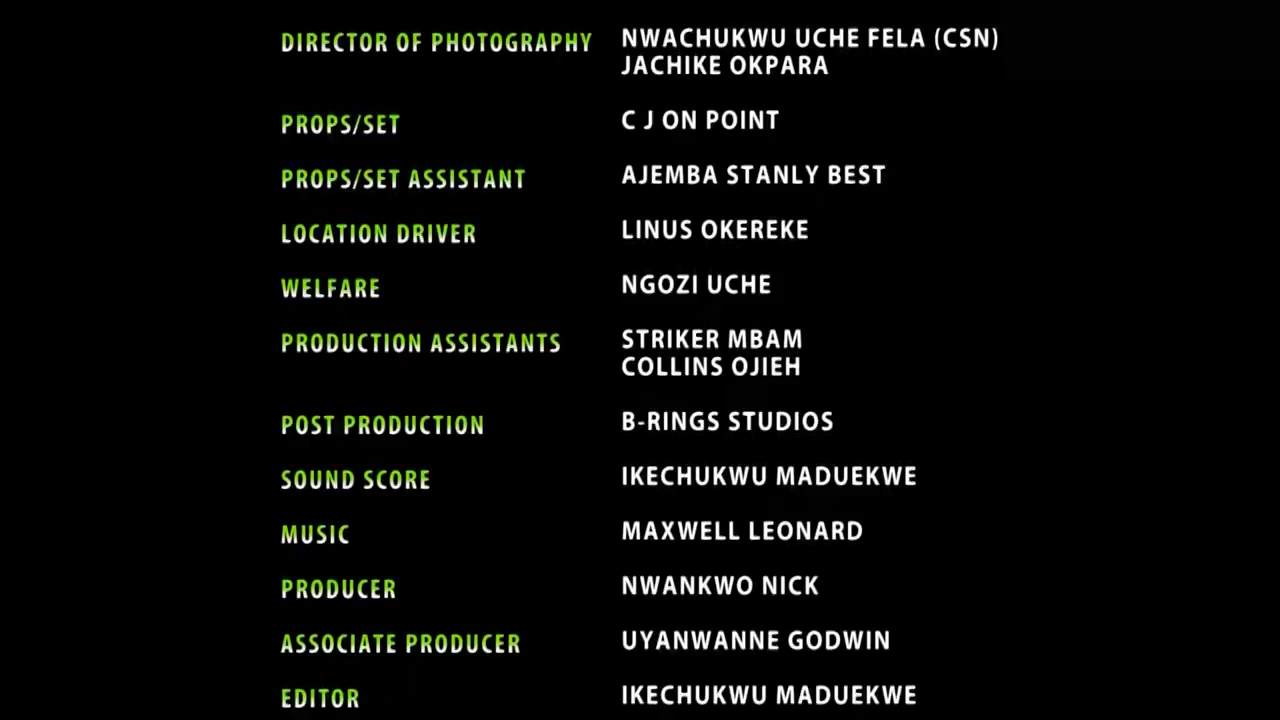 DIRECTOR OF PHOTOGRAPHY NWACHUKWU UCHE FELA (CSN)
JACHIKE OKPARA
PROPS/SET C J ON POINT
PROPS/SET ASSISTANT AJEMBA STANLY BEST
LOCATION DRIVER LINUS OKEREKE
WELFARE NGOZI UCHE
PRODUCTION ASSISTANTS STRIKER MBAM
COLLINS OJIEH
POST PRODUCTION B-RINGS STUDIOS
SOUND SCORE IKECHUKWU MADUEKWE
MUSIC MAXWELL LEONARD
PRODUCER NWANKWO NICK
ASSOCIATE PRODUCER UYANWANNE GODWIN
EDITOR IKECHUKWU MADUEKWE